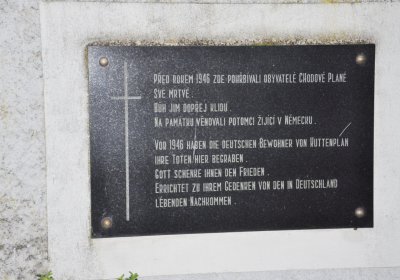 Před rokem 1946 zde pohřbívali obyvatelé Chodové Plané
své mrtvé.
Bůh jim dopřej klidu.
Na památku věnovali potomci žijící v Německu.
Vor 1946 haben die deutschen Bewohner von Kuttenplan
ihre Toten hier begraben.
Gott schenke ihnen den Frieden.
Errichtet zu ihrem Gedenken von den in Deutschland
lebenden Nachkommen.